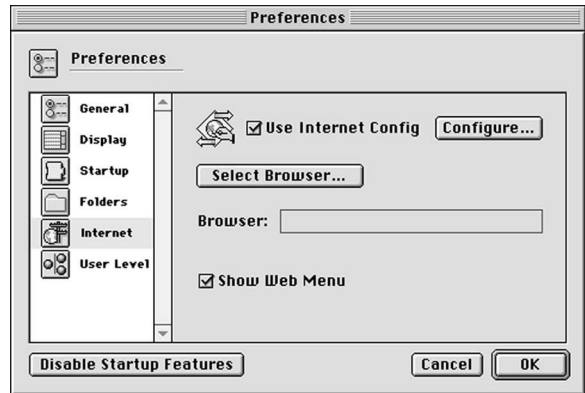 Preferences
Preferences
General
Display
Startup
Folders
Internet
User Level
Use Internet Config
Configure...
Select Browser...
Browser:
Show Web Menu
Disable Startup Features
Cancel
OK